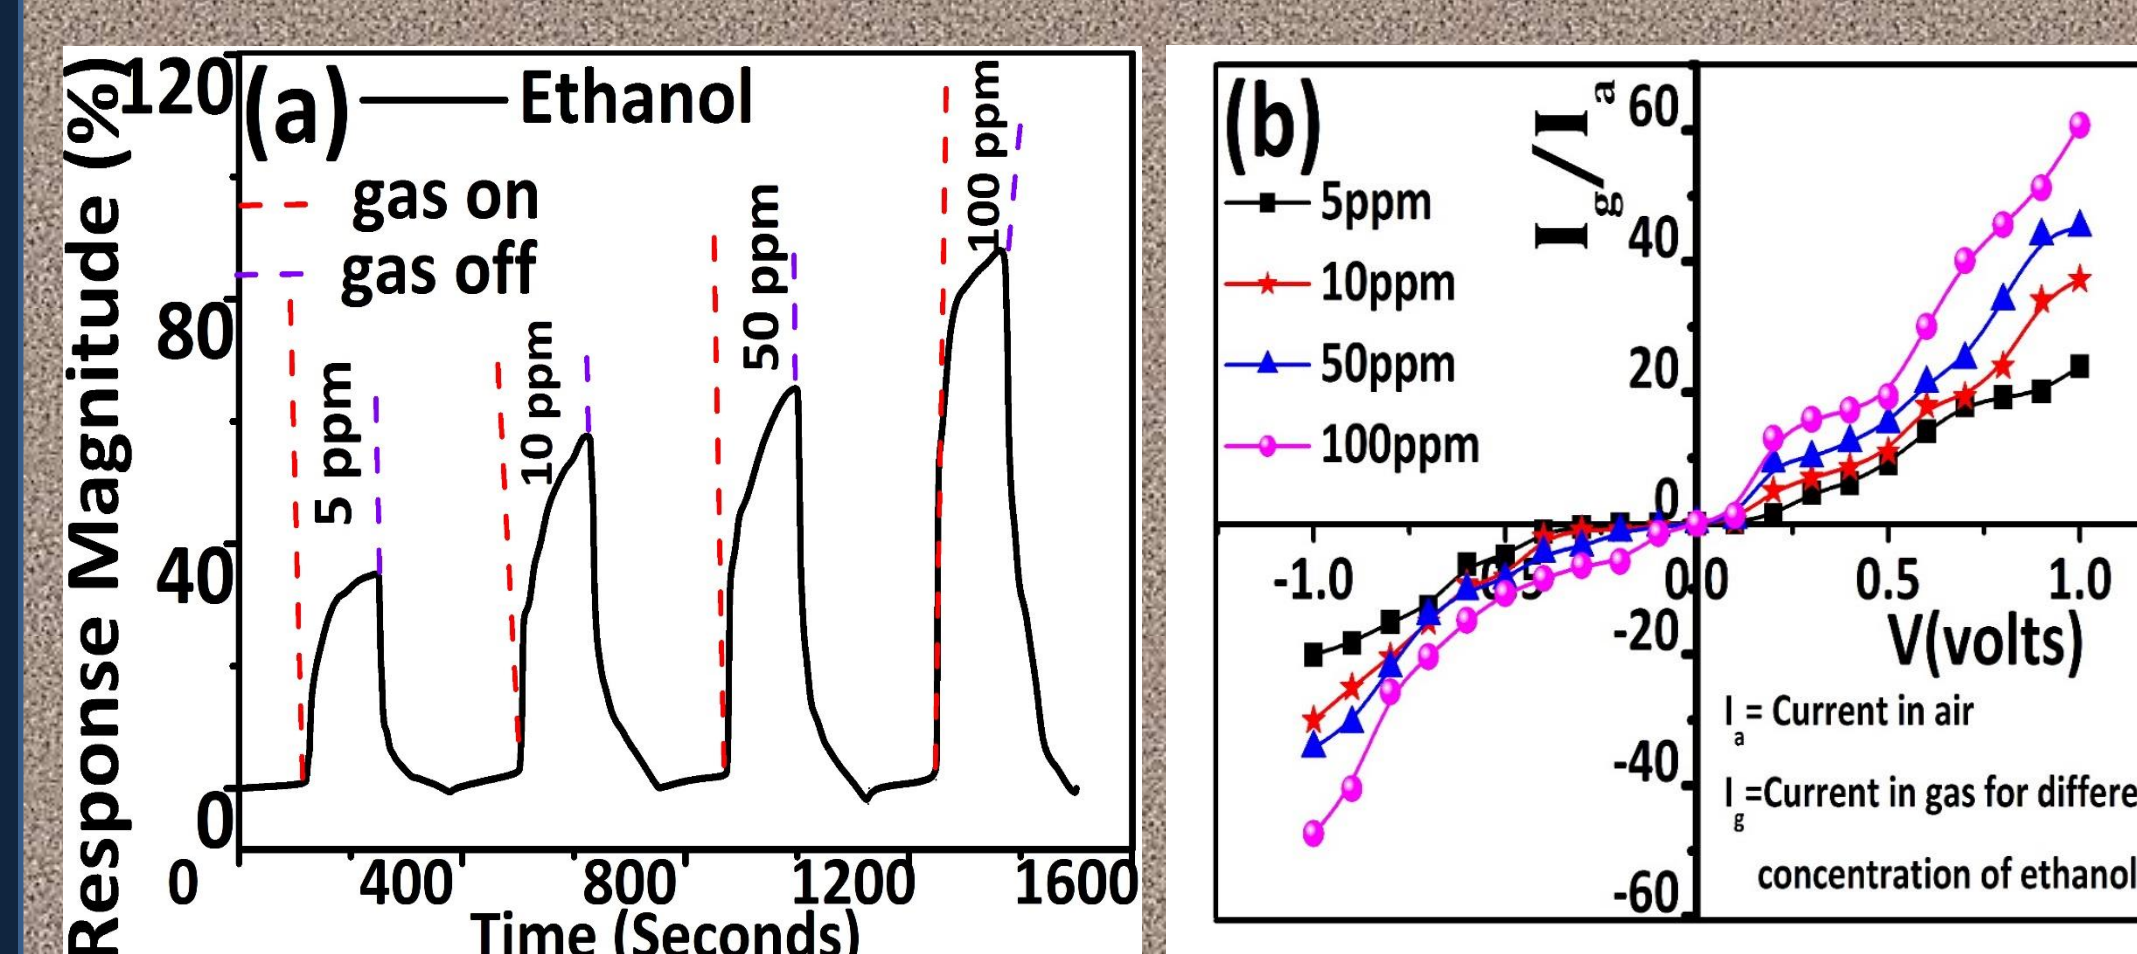 (a)
Ethanol
gas on
gas off
5 ppm
10 ppm
50 ppm
100 ppm
Response Magnitude (%)
120
80
40
0
0 400 800 1200 1600
Time (Seconds)
(b)
5ppm
10ppm
50ppm
100ppm
Ig/Ia
60
40
20
0
-20
-40
-60
-1.0 0.0 0.5 1.0
V(volts)
Ia= Current in air
Ig=Current in gas for differe
concentration of ethanol